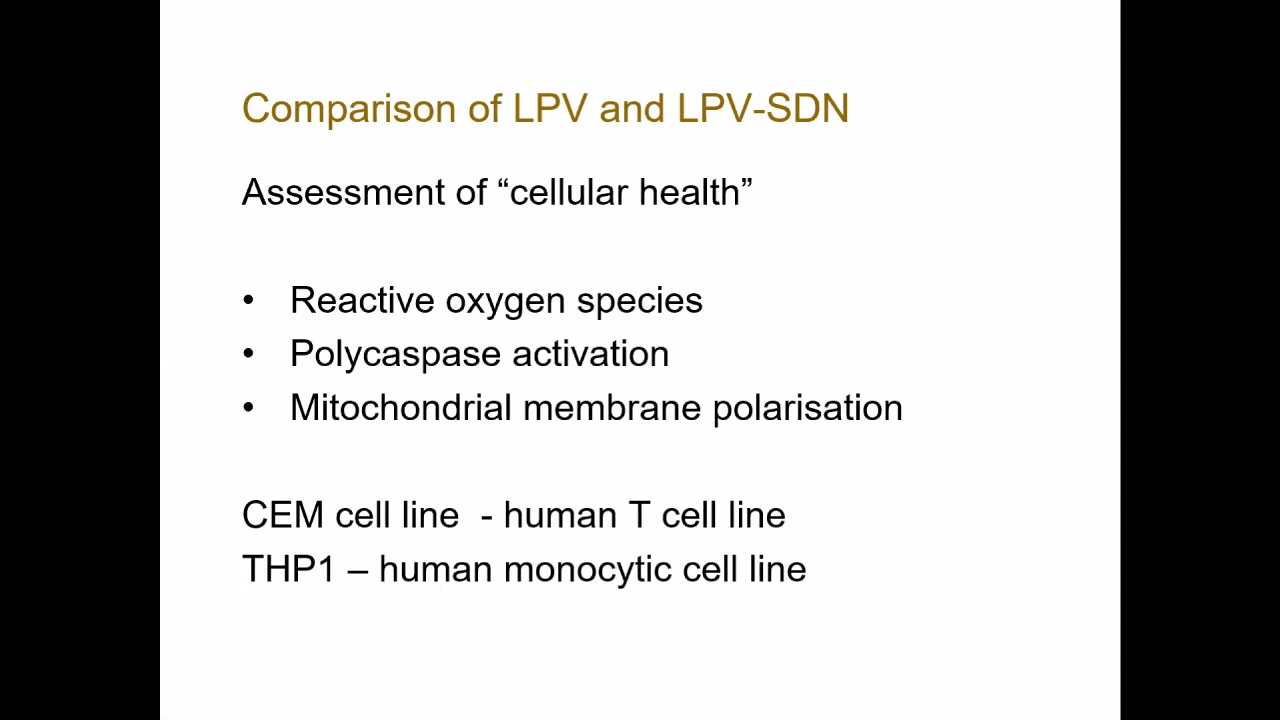 Comparison of LPV and LPV-SDN
Assessment of “cellular health”
• Reactive oxygen species
• Polycaspase activation
• Mitochondrial membrane polarisation
CEM cell line - human T cell line
THP1 – human monocytic cell line